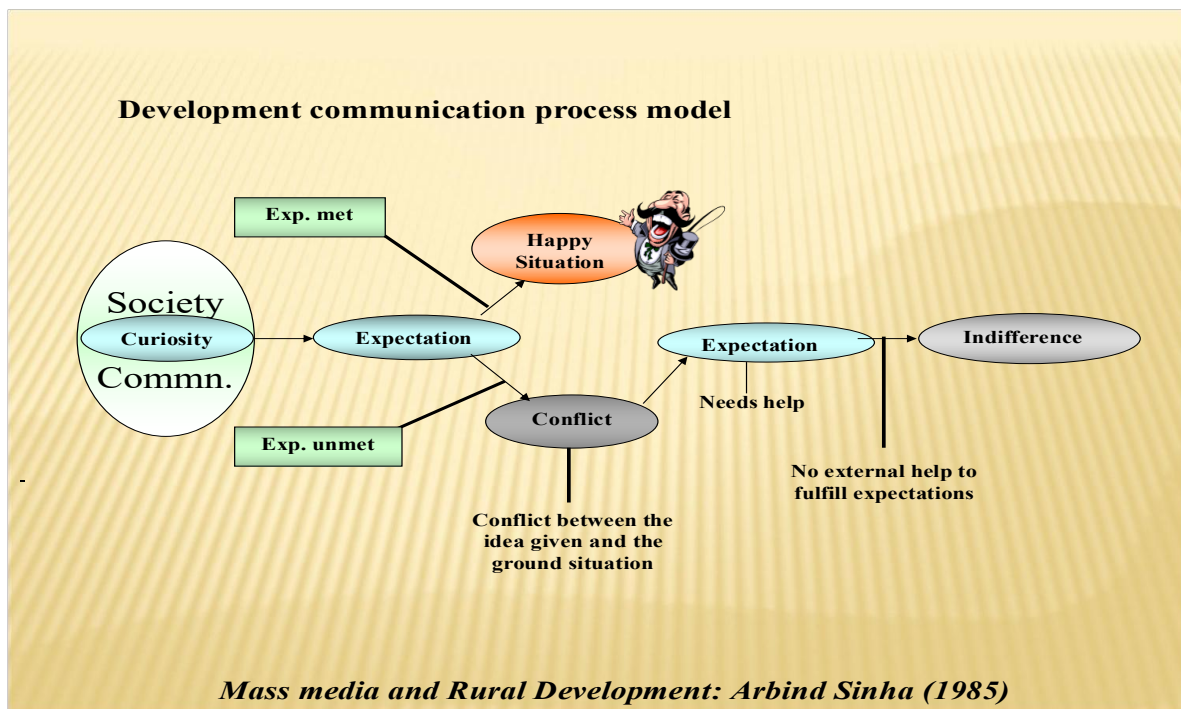 Development communication process model
Exp. met
Happy
Situation
Society
Curiosity
Commn.
Expectation
Expectation
Indifference
Needs help
Conflict
Exp. unmet
No external help to
fulfill expectations
Conflict between the
idea given and the
ground situation
-
Mass media and Rural Development: Arbind Sinha (1985)